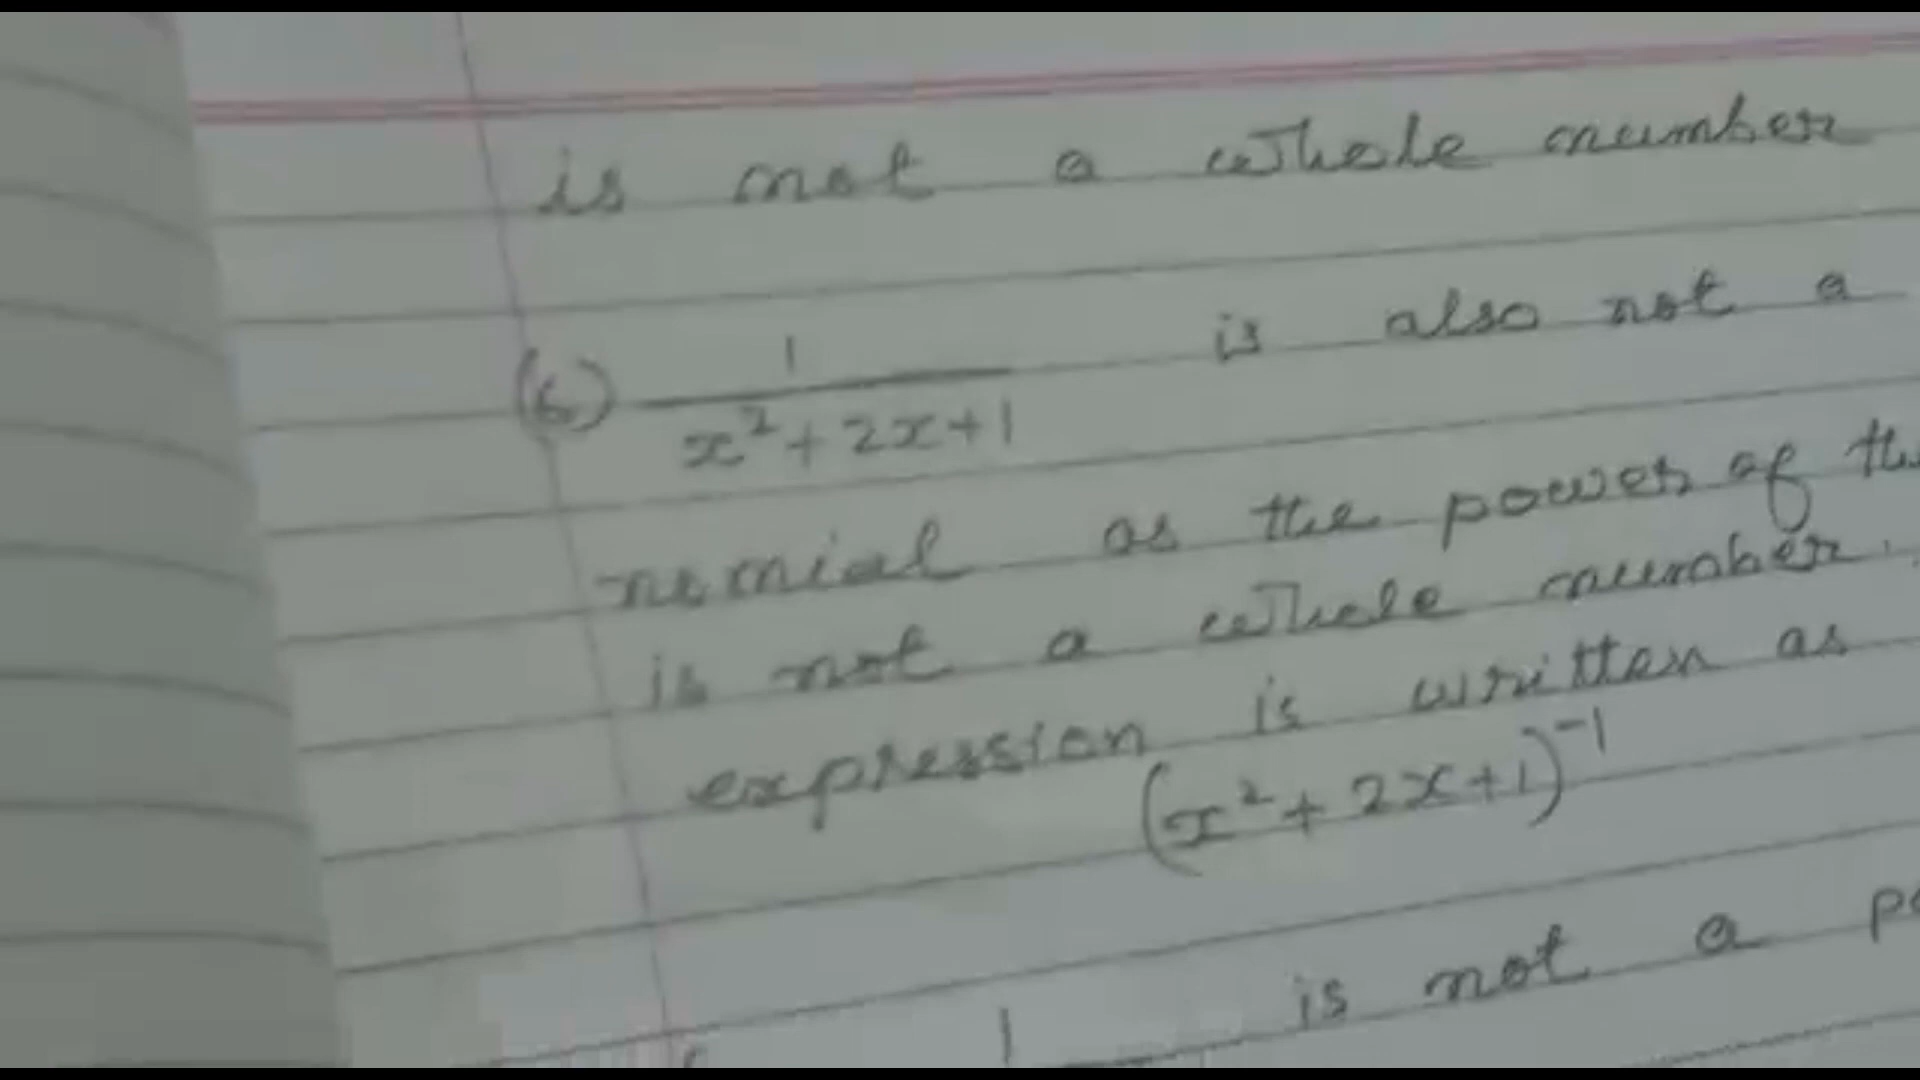 is not a whole number
(6) 1/(x²+2x+1) is also not a
nomial as the power of the
is not a whole number.
expression is written as
(x²+2x+1)⁻¹
1 is not a po